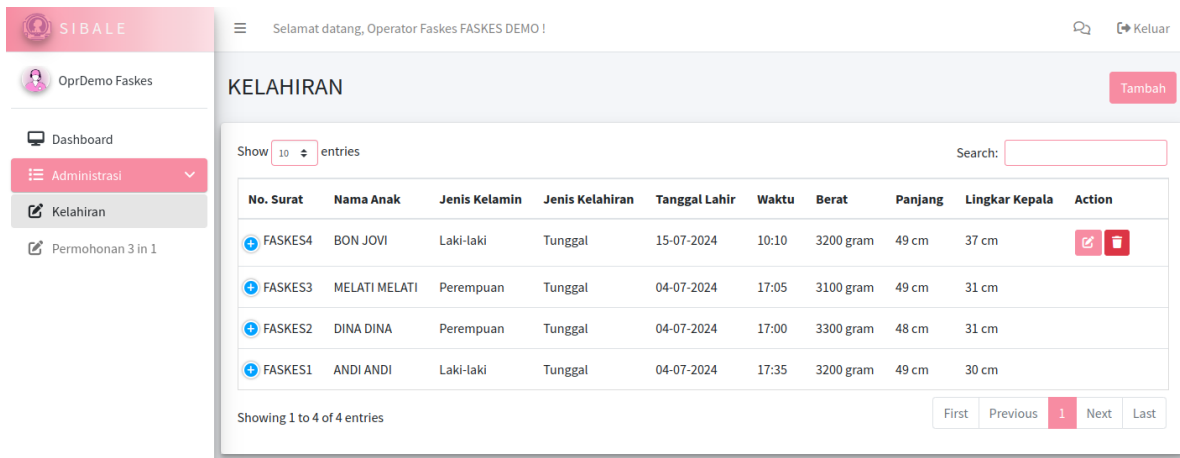 SIBALE
Selamat datang, Operator Faskes FASKES DEMO !
Keluar
OprDemo Faskes
Dashboard
Administrasi
Kelahiran
Permohonan 3 in 1
KELAHIRAN
Tambah
Show 10 entries
Search:
No. Surat Nama Anak Jenis Kelamin Jenis Kelahiran Tanggal Lahir Waktu Berat Panjang Lingkar Kepala Action
FASKES4 BON JOVI Laki-laki Tunggal 15-07-2024 10:10 3200 gram 49 cm 37 cm
FASKES3 MELATI MELATI Perempuan Tunggal 04-07-2024 17:05 3100 gram 49 cm 31 cm
FASKES2 DINA DINA Perempuan Tunggal 04-07-2024 17:00 3300 gram 48 cm 31 cm
FASKES1 ANDI ANDI Laki-laki Tunggal 04-07-2024 17:35 3200 gram 49 cm 30 cm
Showing 1 to 4 of 4 entries
First Previous 1 Next Last